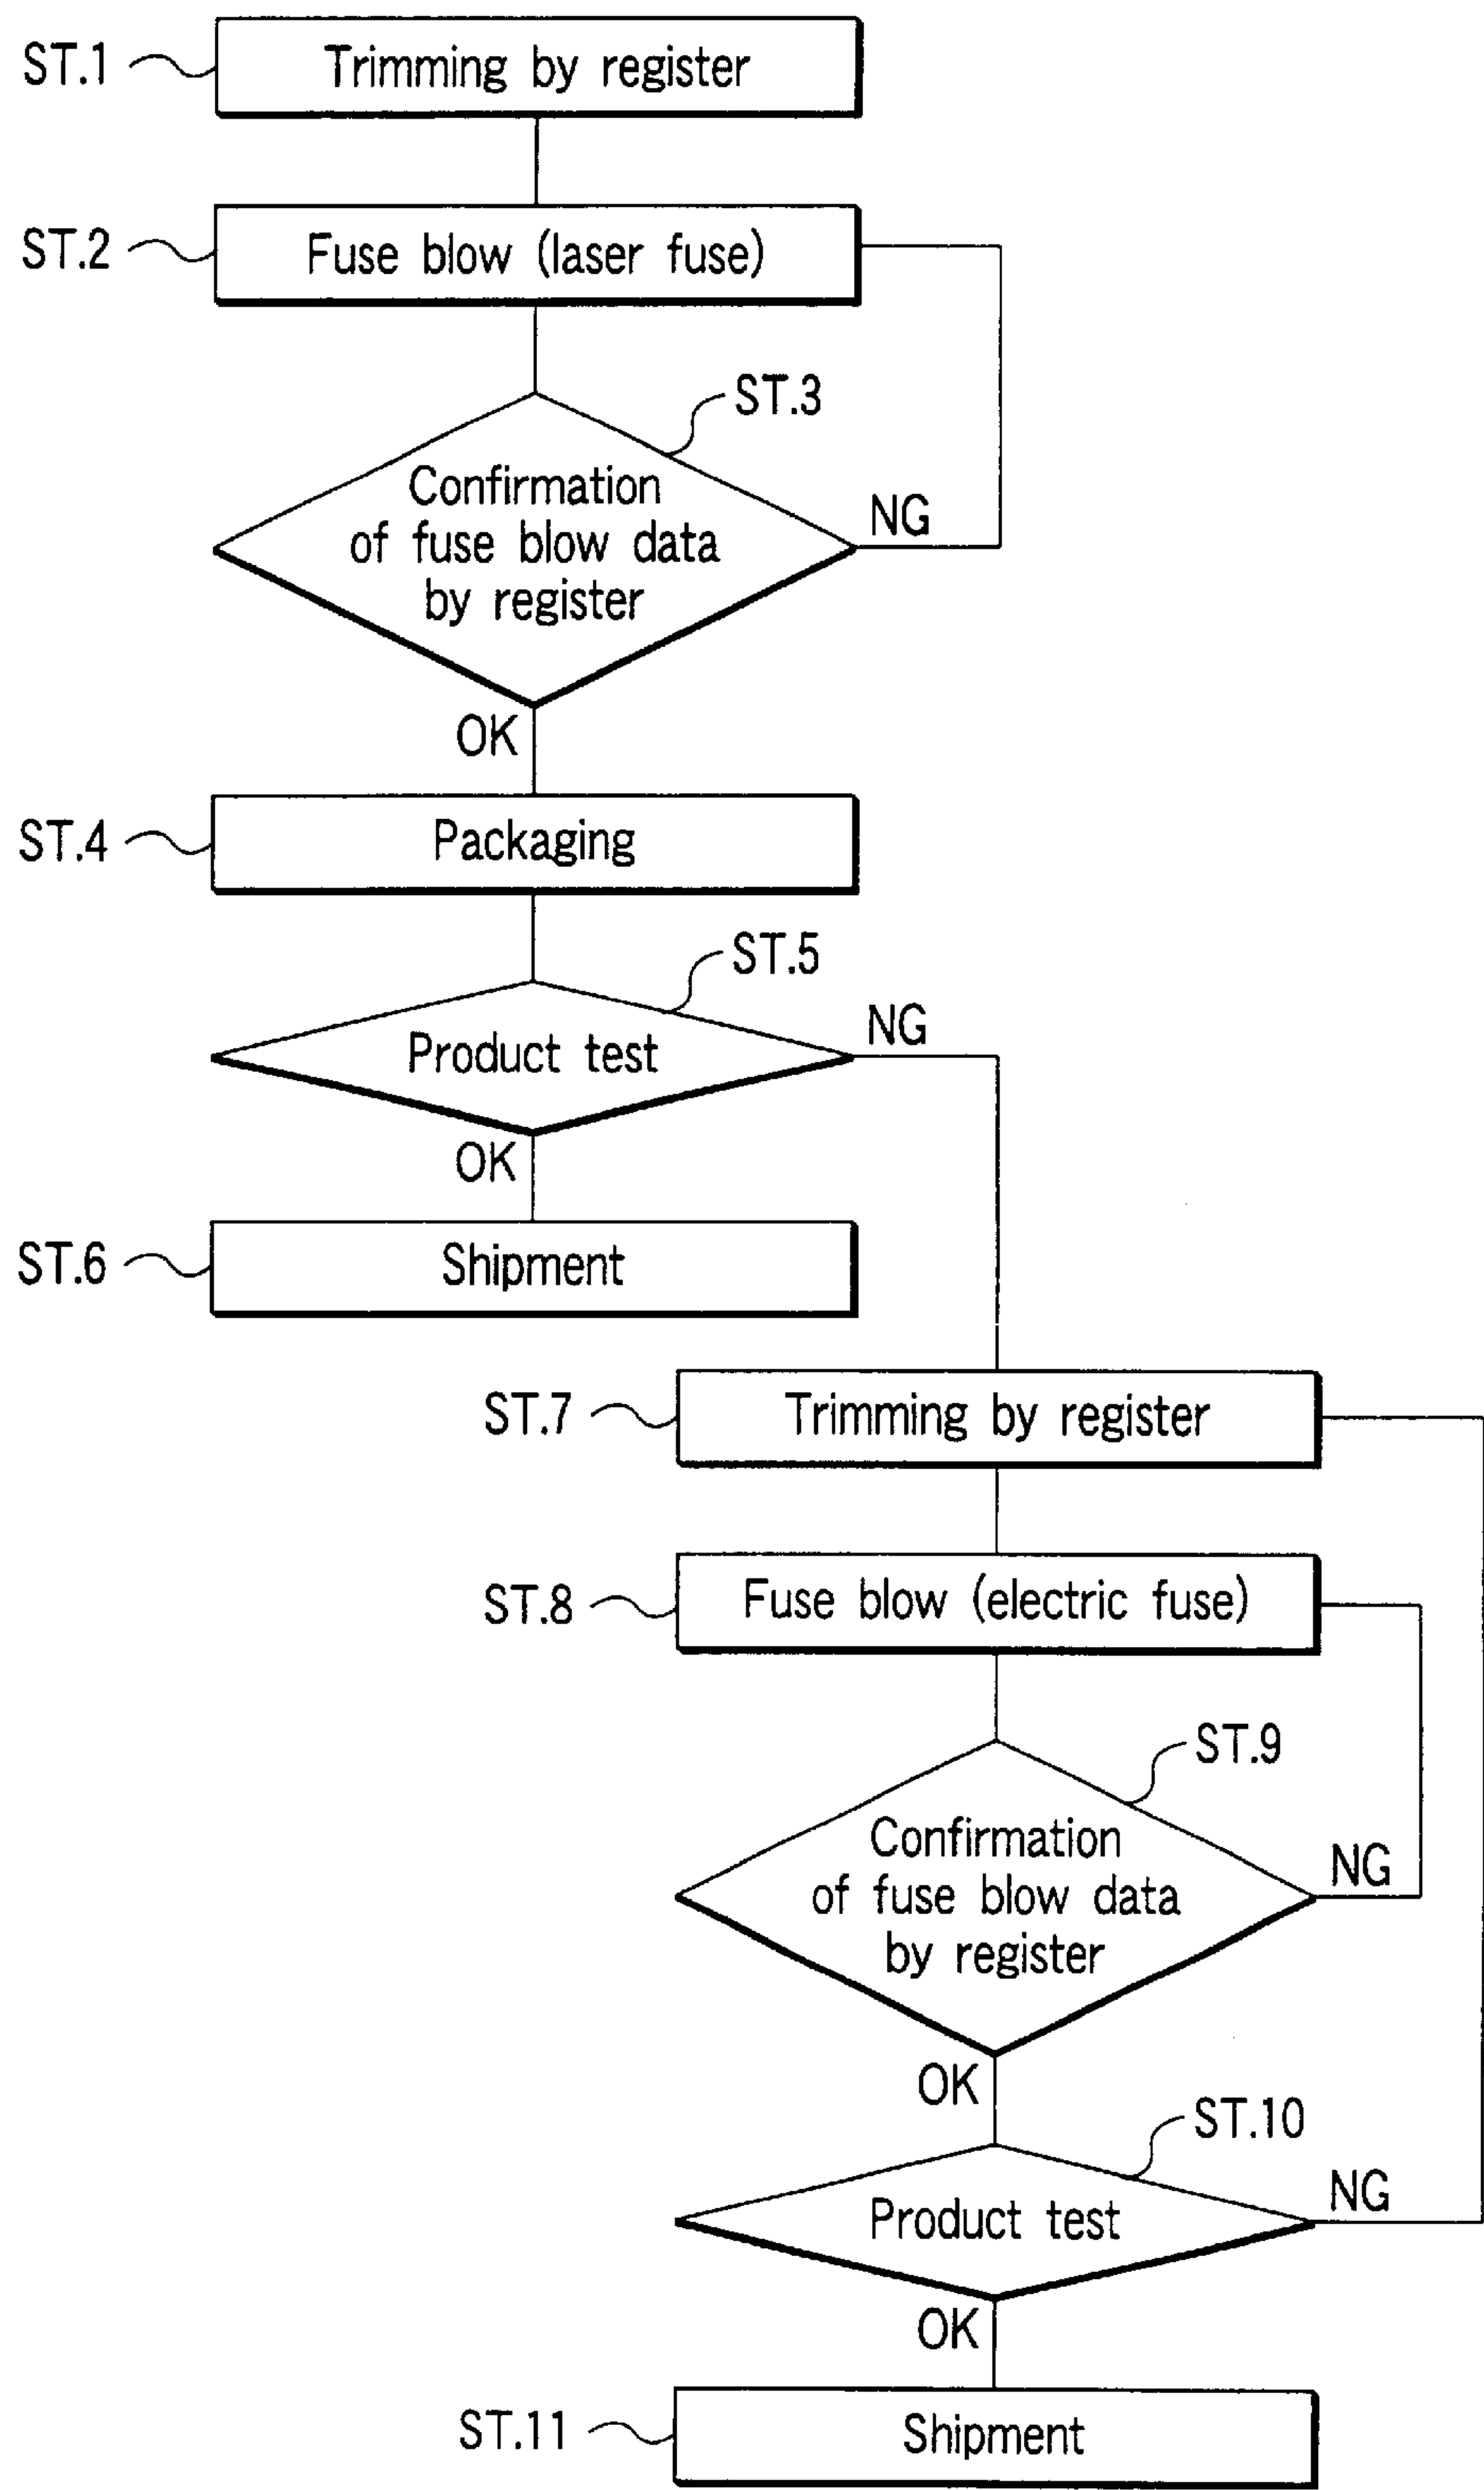 ST.1
Trimming by register
ST.2
Fuse blow (laser fuse)
ST.3
Confirmation
of fuse blow data
by register
NG
OK
ST.4
Packaging
ST.5
Product test
NG
OK
ST.6
Shipment
ST.7
Trimming by register
ST.8
Fuse blow (electric fuse)
ST.9
Confirmation
of fuse blow data
by register
NG
OK
ST.10
Product test
NG
OK
ST.11
Shipment